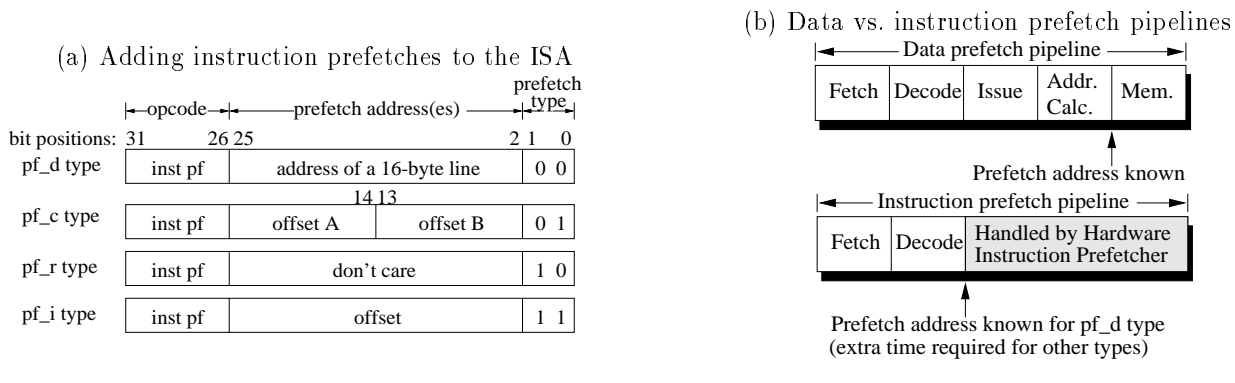 (a) Adding instruction prefetches to the ISA
opcode
prefetch address(es)
prefetch
type
bit positions: 31 26 25 2 1 0
pf_d type inst pf address of a 16-byte line 0 0
14 13
pf_c type inst pf offset A offset B 0 1
pf_r type inst pf don't care 1 0
pf_i type inst pf offset 1 1
(b) Data vs. instruction prefetch pipelines
Data prefetch pipeline
Fetch Decode Issue Addr. Calc. Mem.
Prefetch address known
Instruction prefetch pipeline
Fetch Decode Handled by Hardware
Instruction Prefetcher
Prefetch address known for pf_d type
(extra time required for other types)